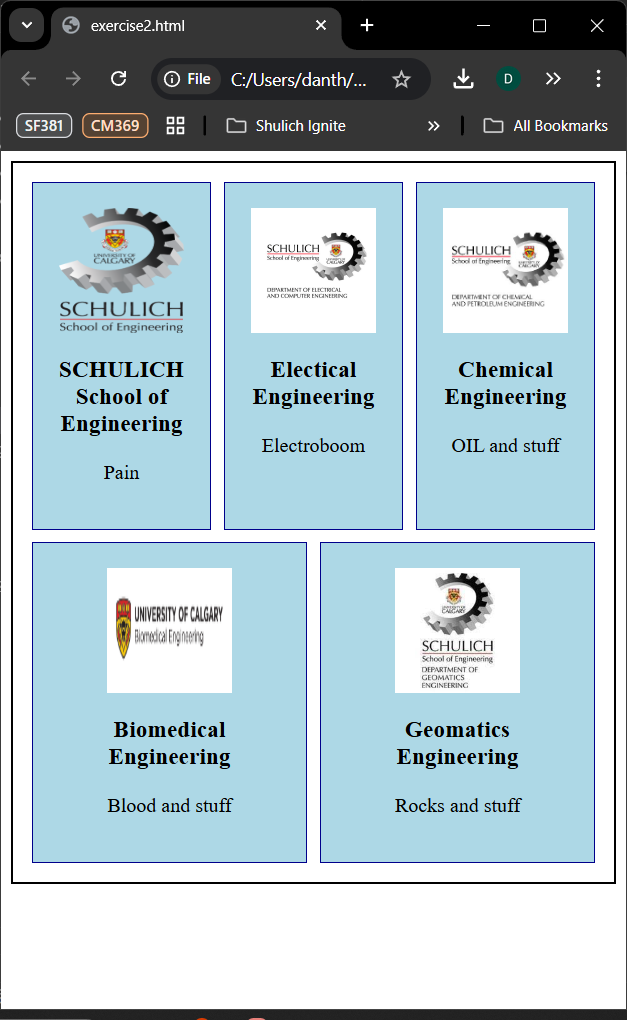 exercise2.html
File
C:/Users/danth/...
D
SF381
CM369
Shulich Ignite
All Bookmarks
UNIVERSITY OF
CALGARY
SCHULICH
School of Engineering
SCHULICH
School of
Engineering
Pain
SCHULICH
School of Engineering
UNIVERSITY OF
CALGARY
DEPARTMENT OF ELECTRICAL
AND COMPUTER ENGINEERING
Electical
Engineering
Electroboom
SCHULICH
School of Engineering
UNIVERSITY OF
CALGARY
DEPARTMENT OF CHEMICAL
AND PETROLEUM ENGINEERING
Chemical
Engineering
OIL and stuff
UNIVERSITY OF CALGARY
Biomedical Engineering
Biomedical
Engineering
Blood and stuff
UNIVERSITY OF
CALGARY
SCHULICH
School of Engineering
DEPARTMENT OF
GEOMATICS
ENGINEERING
Geomatics
Engineering
Rocks and stuff